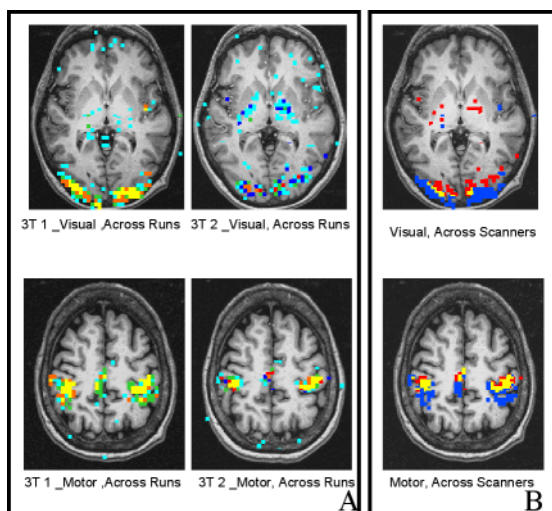 3T 1 _Visual ,Across Runs
3T 2 _Visual, Across Runs
3T 1 _Motor ,Across Runs
3T 2 _Motor, Across Runs
A
Visual, Across Scanners
Motor, Across Scanners
B